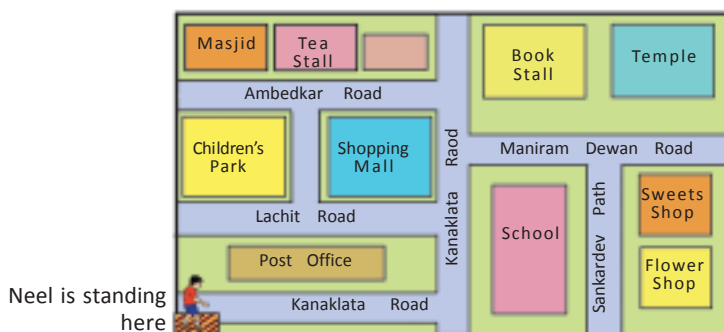 Masjid
Tea
Stall
Book
Stall
Temple
Ambedkar Road
Children's
Park
Shopping
Mall
Kanaklata Raod
Maniram Dewan Road
Lachit Road
School
Sankardev Path
Sweets
Shop
Post Office
Flower
Shop
Neel is standing
here
Kanaklata Road